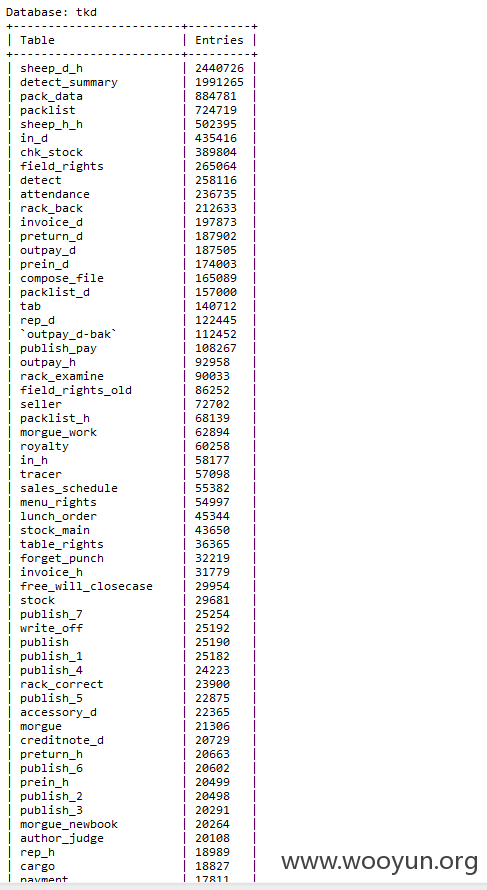 Database: tkd
+-------------------------+---------+
| Table                   | Entries |
+-------------------------+---------+
| sheep_d_h               | 2440726 |
| detect_summary          | 1991265 |
| pack_data               | 884781  |
| packlist                | 724719  |
| sheep_h_h               | 502395  |
| in_d                    | 435416  |
| chk_stock               | 389804  |
| field_rights            | 265064  |
| detect                  | 258116  |
| attendance              | 236735  |
| rack_back               | 212633  |
| invoice_d               | 197873  |
| preturn_d               | 187902  |
| outpay_d                | 187505  |
| prein_d                 | 174003  |
| compose_file            | 165089  |
| packlist_d              | 157000  |
| tab                     | 140712  |
| rep_d                   | 122445  |
| `outpay_d-bak`          | 112452  |
| publish_pay             | 108267  |
| outpay_h                | 92958   |
| rack_examine            | 90033   |
| field_rights_old        | 86252   |
| seller                  | 72702   |
| packlist_h              | 68139   |
| morgue_work             | 62894   |
| royalty                 | 60258   |
| in_h                    | 58177   |
| tracer                  | 57098   |
| sales_schedule          | 55382   |
| menu_rights             | 54997   |
| lunch_order             | 45344   |
| stock_main              | 43650   |
| table_rights            | 36365   |
| forget_punch            | 32219   |
| invoice_h               | 31779   |
| free_will_closecase     | 29954   |
| stock                   | 29681   |
| publish_7               | 25254   |
| write_off               | 25192   |
| publish                 | 25190   |
| publish_1               | 25182   |
| publish_4               | 24223   |
| rack_correct            | 23900   |
| publish_5               | 22875   |
| accessory_d             | 22365   |
| morgue                  | 21306   |
| creditnote_d            | 20729   |
| preturn_h               | 20663   |
| publish_6               | 20602   |
| prein_h                 | 20499   |
| publish_2               | 20498   |
| publish_3               | 20291   |
| morgue_newbook          | 20264   |
| author_judge            | 20108   |
| rep_h                   | 18989   |
| cargo                   | 18827   |
| payment                 | 17811   |
www.wooyun.org